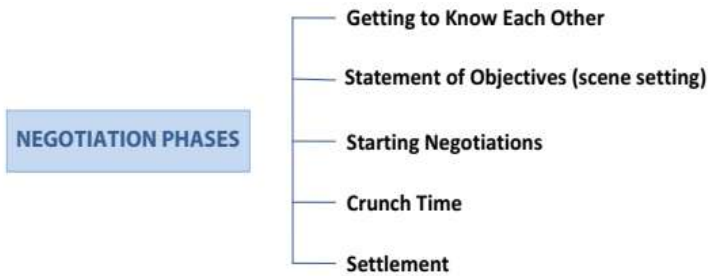 NEGOTIATION PHASES
Getting to Know Each Other
Statement of Objectives (scene setting)
Starting Negotiations
Crunch Time
Settlement